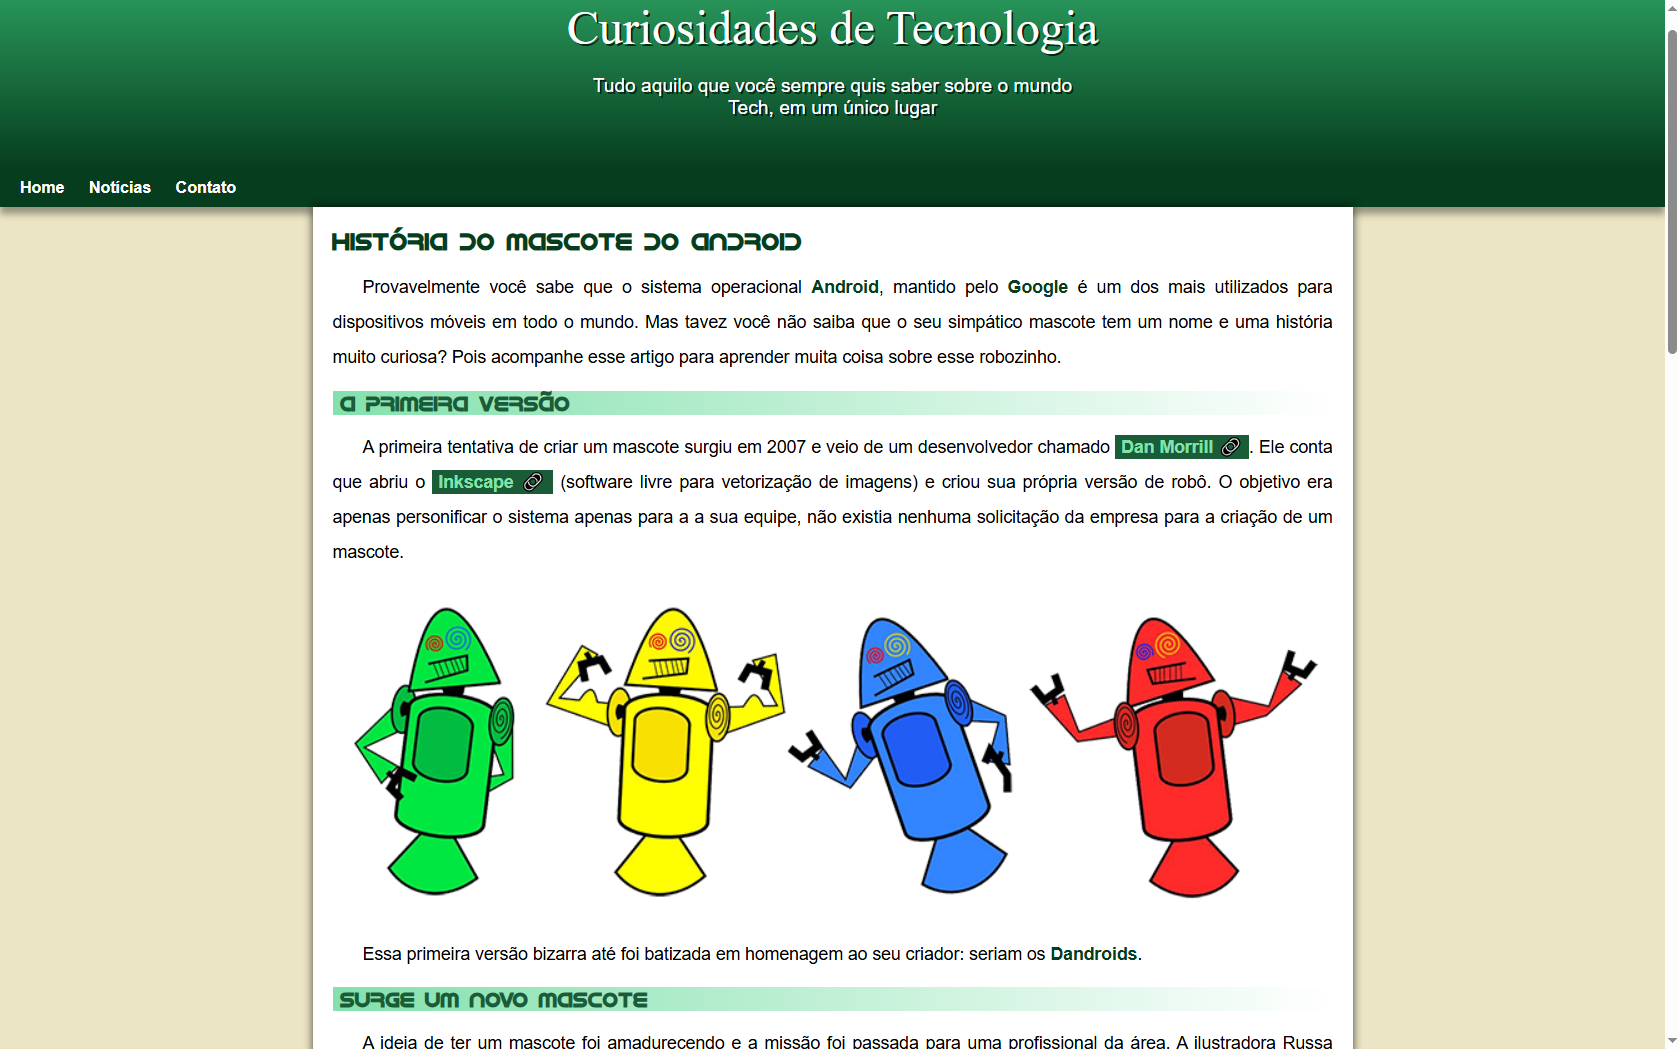 Curiosidades de Tecnologia
Tudo aquilo que você sempre quis saber sobre o mundo
Tech, em um único lugar
Home Notícias Contato
História do Mascote do Android
Provavelmente você sabe que o sistema operacional Android, mantido pelo Google é um dos mais utilizados para
dispositivos móveis em todo o mundo. Mas tavez você não saiba que o seu simpático mascote tem um nome e uma história
muito curiosa? Pois acompanhe esse artigo para aprender muita coisa sobre esse robozinho.
A primeira versão
A primeira tentativa de criar um mascote surgiu em 2007 e veio de um desenvolvedor chamado Dan Morrill. Ele conta
que abriu o Inkscape (software livre para vetorização de imagens) e criou sua própria versão de robô. O objetivo era
apenas personificar o sistema apenas para a a sua equipe, não existia nenhuma solicitação da empresa para a criação de um
mascote.
Essa primeira versão bizarra até foi batizada em homenagem ao seu criador: seriam os Dandroids.
Surge um novo mascote
A ideia de ter um mascote foi amadurecendo e a missão foi passada para uma profissional da área. A ilustradora Russa